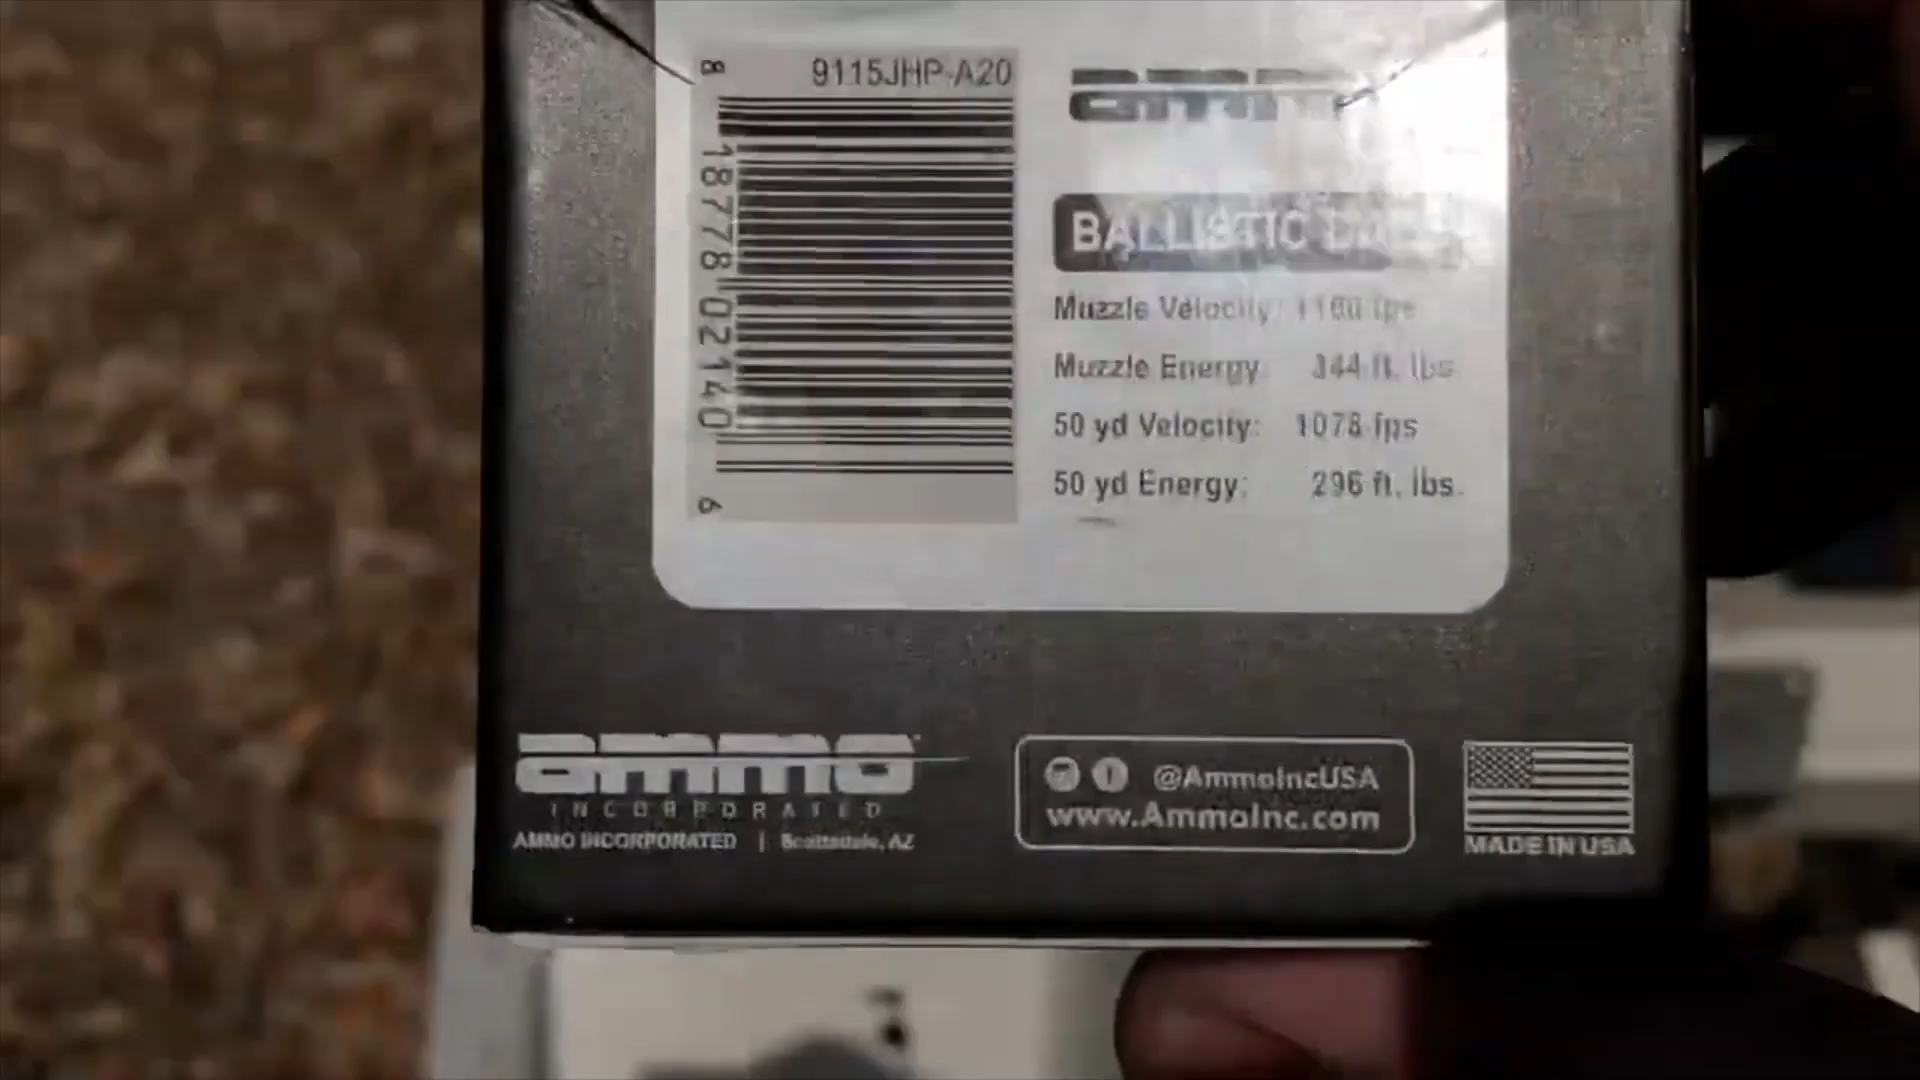 9115JHP-A20
8 18778 02140 6
ammo
BALLISTIC
Muzzle Velocity: 1160 fps
Muzzle Energy: 344 ft. lbs.
50 yd Velocity: 1078 fps
50 yd Energy: 296 ft. lbs.
ammo
INCORPORATED
AMMO INCORPORATED | Scottsdale, AZ
@AmmoIncUSA
www.AmmoInc.com
MADE IN USA